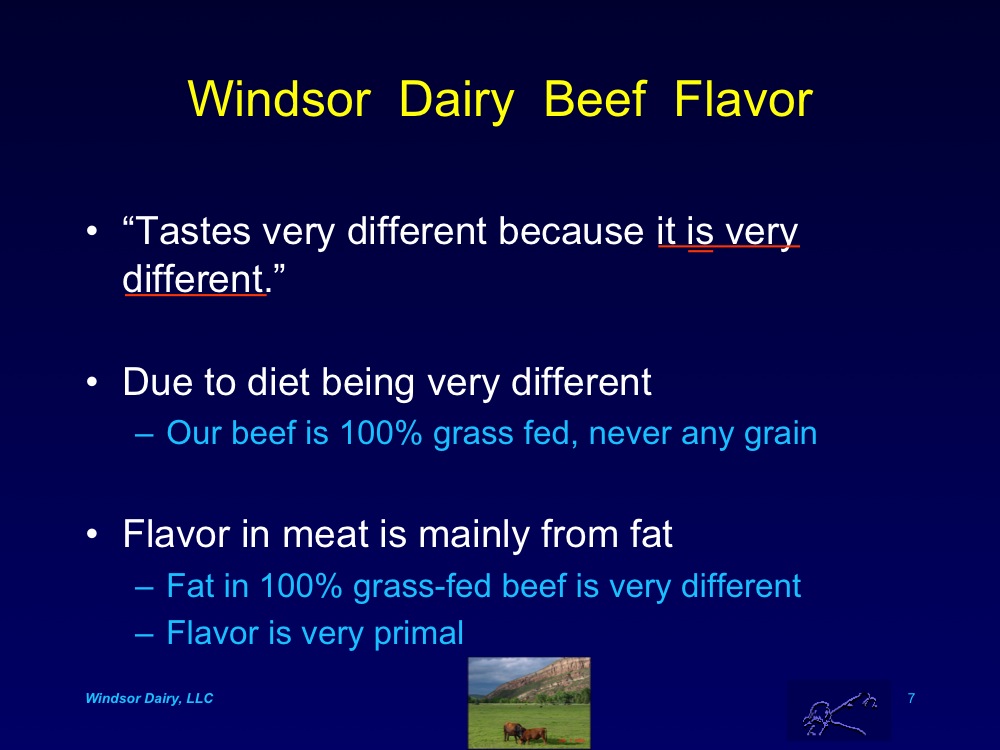 Windsor Dairy Beef Flavor
• “Tastes very different because it is very
different.”
• Due to diet being very different
– Our beef is 100% grass fed, never any grain
• Flavor in meat is mainly from fat
– Fat in 100% grass-fed beef is very different
– Flavor is very primal
Windsor Dairy, LLC
7